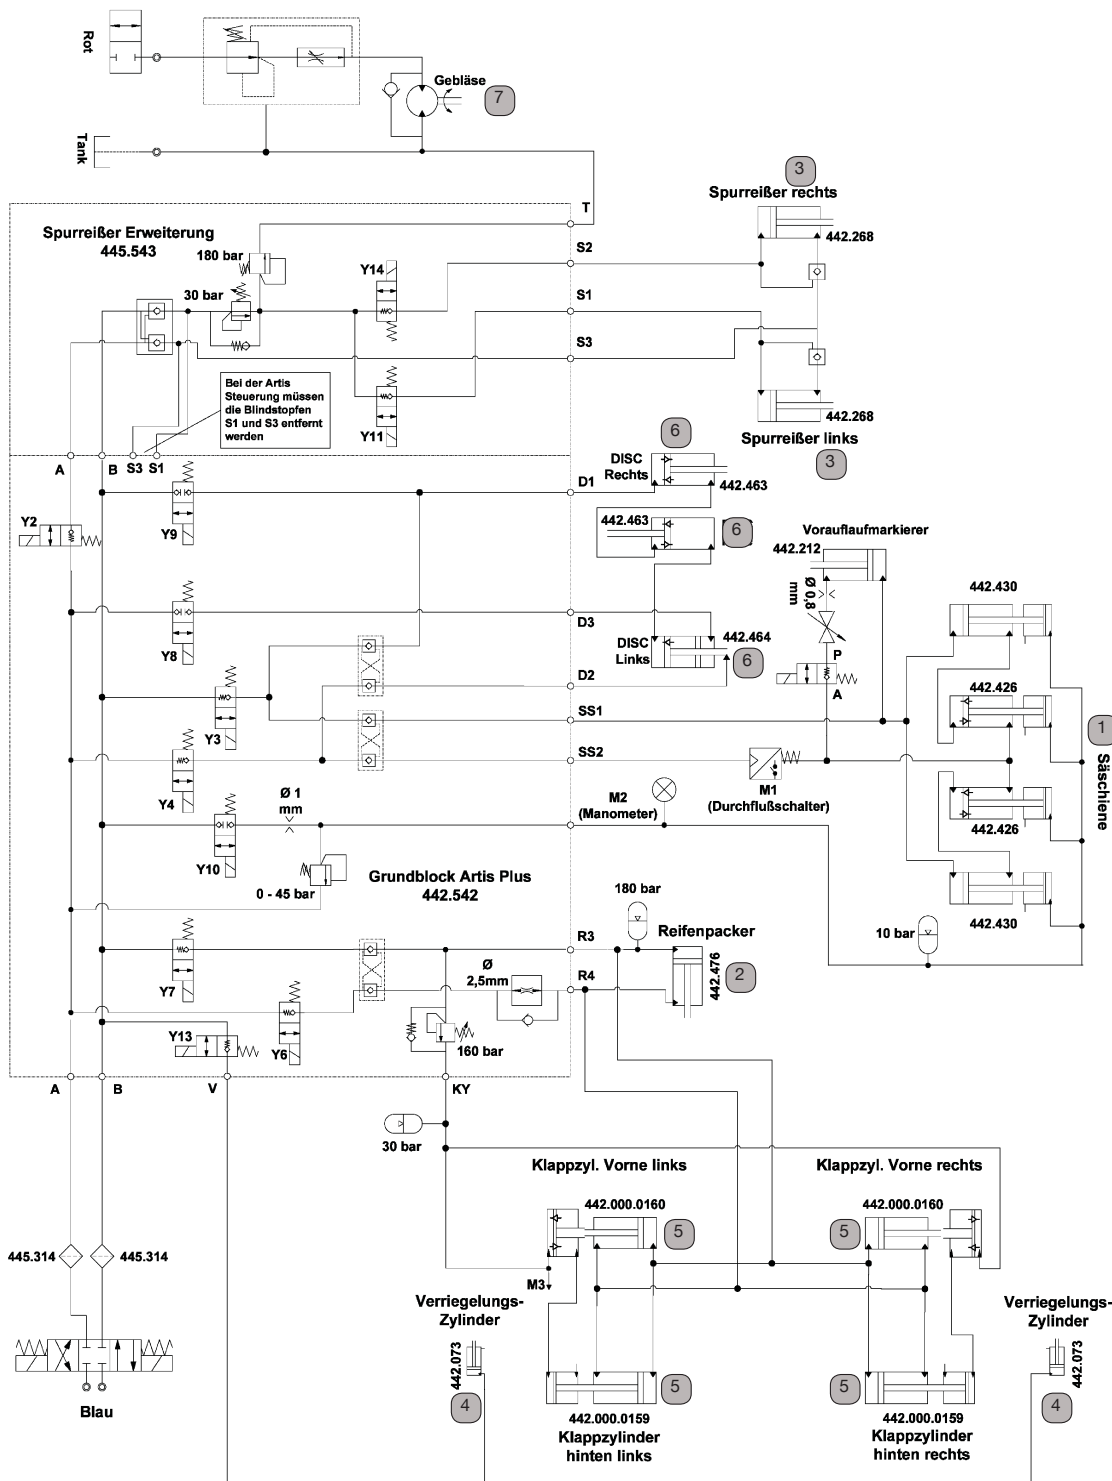 Rot
Gebläse
7
Tank
T
3
Spurreißer rechts
442.268
Spurreißer Erweiterung
445.543
180 bar
30 bar
Y14
S2
S1
S3
Y11
Bei der Artis
Steuerung müssen
die Blindstopfen
S1 und S3 entfernt
werden
442.268
Spurreißer links
3
A
B
S3
S1
6
DISC
Rechts
442.463
D1
Y2
Y9
442.463
6
Vorauflaufmarkierer
442.212
Ø 0,8
mm
P
A
442.430
D3
Y8
DISC
Links
442.464
6
D2
442.426
Y3
SS1
1
Säschiene
SS2
Y4
M1
(Durchflußschalter)
M2
(Manometer)
442.426
Ø 1
mm
Y10
0 - 45 bar
Grundblock Artis Plus
442.542
442.430
180 bar
Reifenpacker
10 bar
442.476
2
R3
Ø
2,5mm
R4
Y7
Y6
Y13
160 bar
A
B
V
KY
30 bar
Klappzyl. Vorne links
Klappzyl. Vorne rechts
442.000.0160
442.000.0160
5
5
445.314
445.314
M3
Verriegelungs-
Zylinder
Verriegelungs-
Zylinder
442.073
442.073
4
4
5
5
Blau
442.000.0159
Klappzylinder
hinten links
442.000.0159
Klappzylinder
hinten rechts